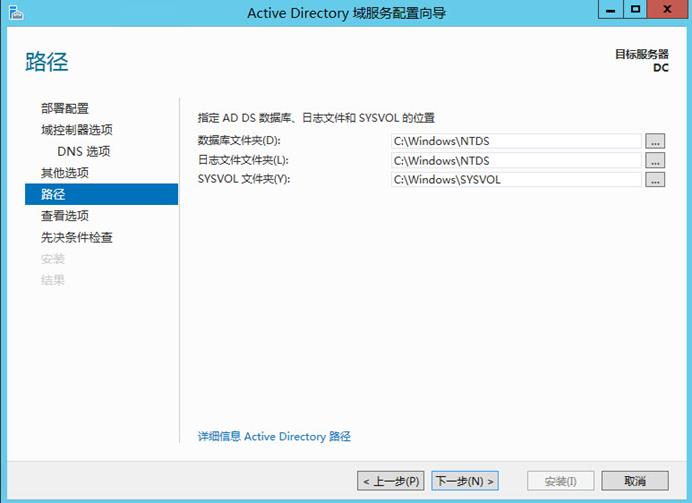 Active Directory 域服务配置向导
路径
目标服务器
DC
部署配置
域控制器选项
DNS 选项
其他选项
路径
查看选项
先决条件检查
安装
结果
指定 AD DS 数据库、日志文件和 SYSVOL 的位置
数据库文件夹(D): C:\Windows\NTDS ...
日志文件文件夹(L): C:\Windows\NTDS ...
SYSVOL 文件夹(Y): C:\Windows\SYSVOL ...
详细信息 Active Directory 路径
< 上一步(P) 下一步(N) > 安装(I) 取消